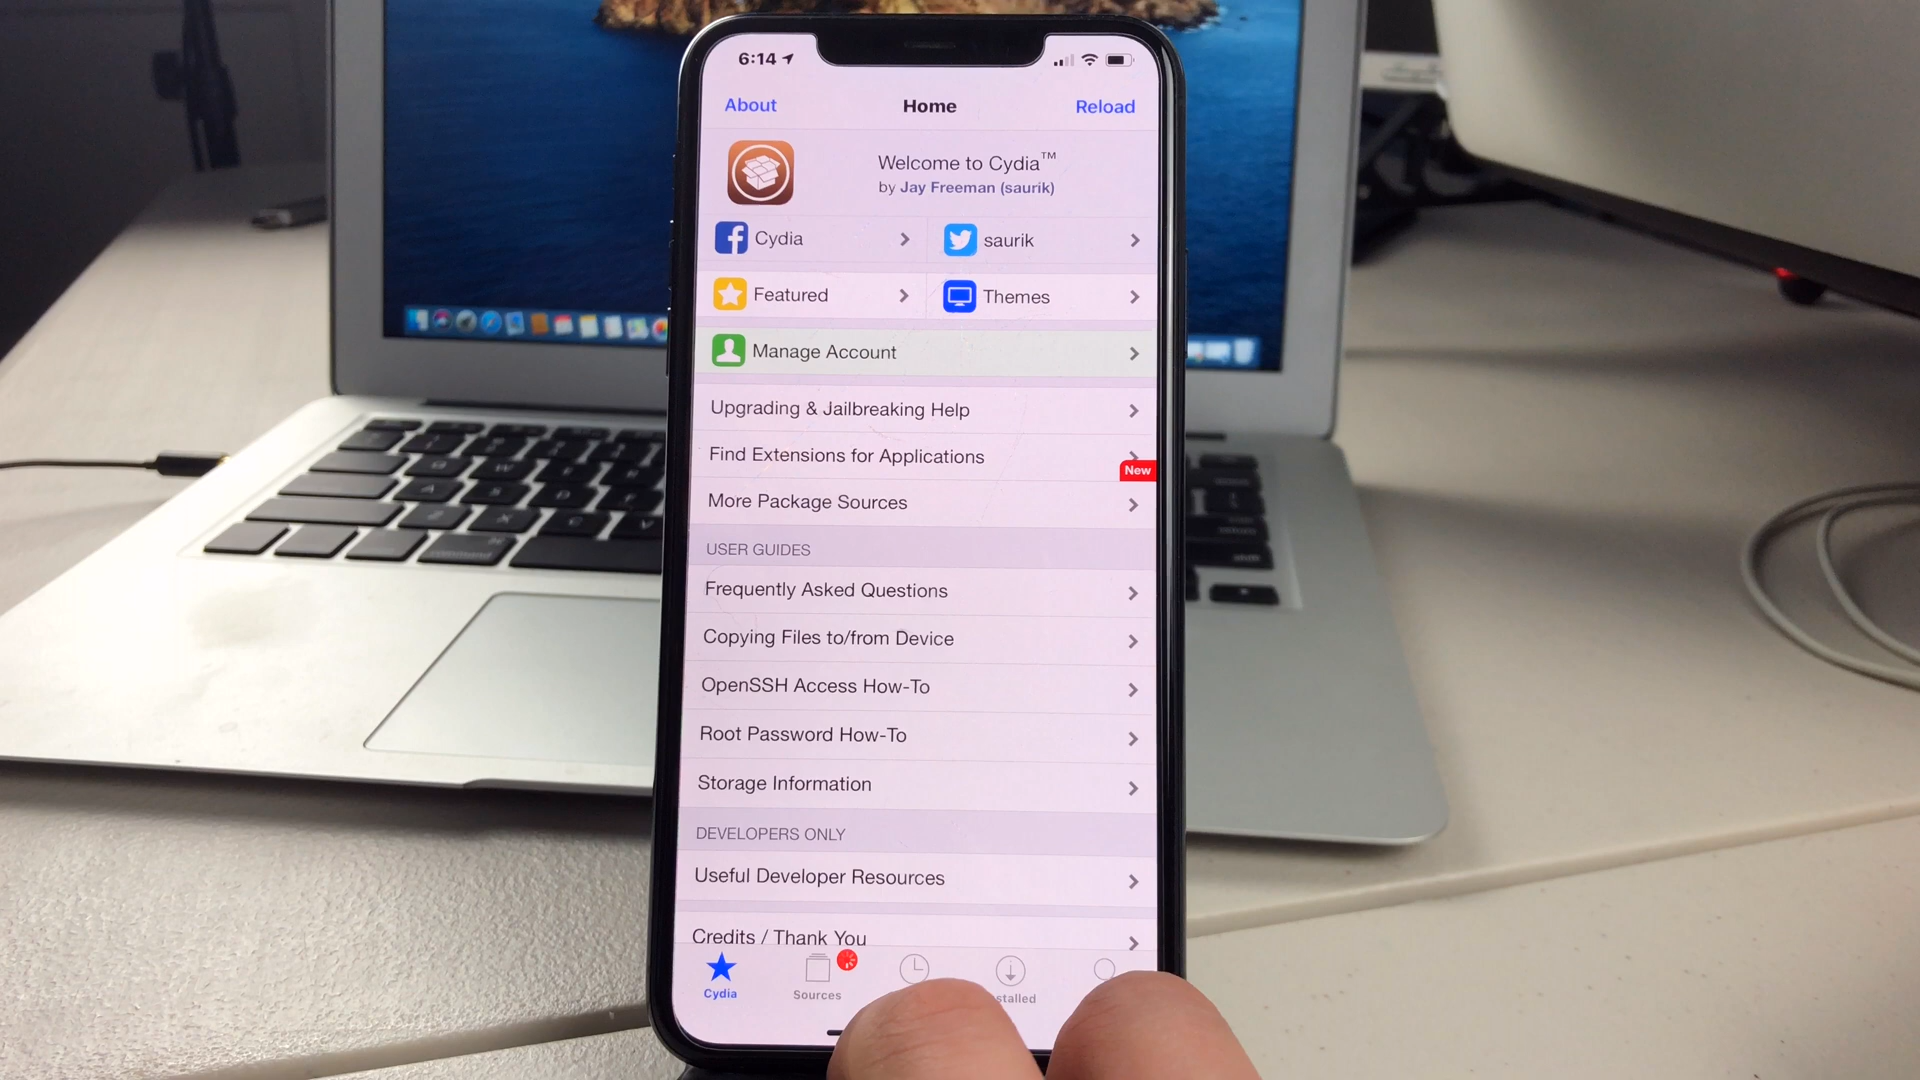 6:14
About
Home
Reload
Welcome to Cydia™
by Jay Freeman (saurik)
Cydia
saurik
Featured
Themes
Manage Account
Upgrading & Jailbreaking Help
Find Extensions for Applications
New
More Package Sources
USER GUIDES
Frequently Asked Questions
Copying Files to/from Device
OpenSSH Access How-To
Root Password How-To
Storage Information
DEVELOPERS ONLY
Useful Developer Resources
Credits / Thank You
Cydia
Sources
stalled
command